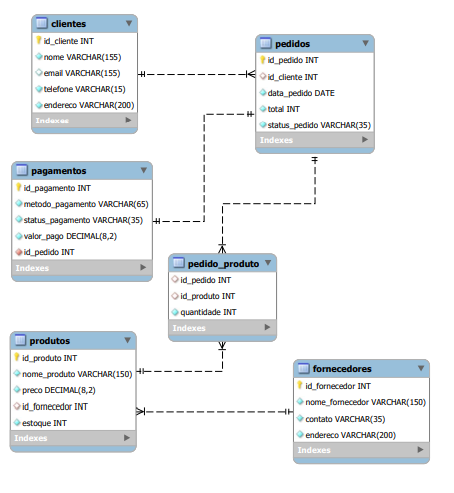 clientes
id_cliente INT
nome VARCHAR(155)
email VARCHAR(155)
telefone VARCHAR(15)
endereco VARCHAR(200)
Indexes
pedidos
id_pedido INT
id_cliente INT
data_pedido DATE
total INT
status_pedido VARCHAR(35)
Indexes
pagamentos
id_pagamento INT
metodo_pagamento VARCHAR(65)
status_pagamento VARCHAR(35)
valor_pago DECIMAL(8,2)
id_pedido INT
Indexes
pedido_produto
id_pedido INT
id_produto INT
quantidade INT
Indexes
produtos
id_produto INT
nome_produto VARCHAR(150)
preco DECIMAL(8,2)
id_fornecedor INT
estoque INT
Indexes
fornecedores
id_fornecedor INT
nome_fornecedor VARCHAR(150)
contato VARCHAR(35)
endereco VARCHAR(200)
Indexes